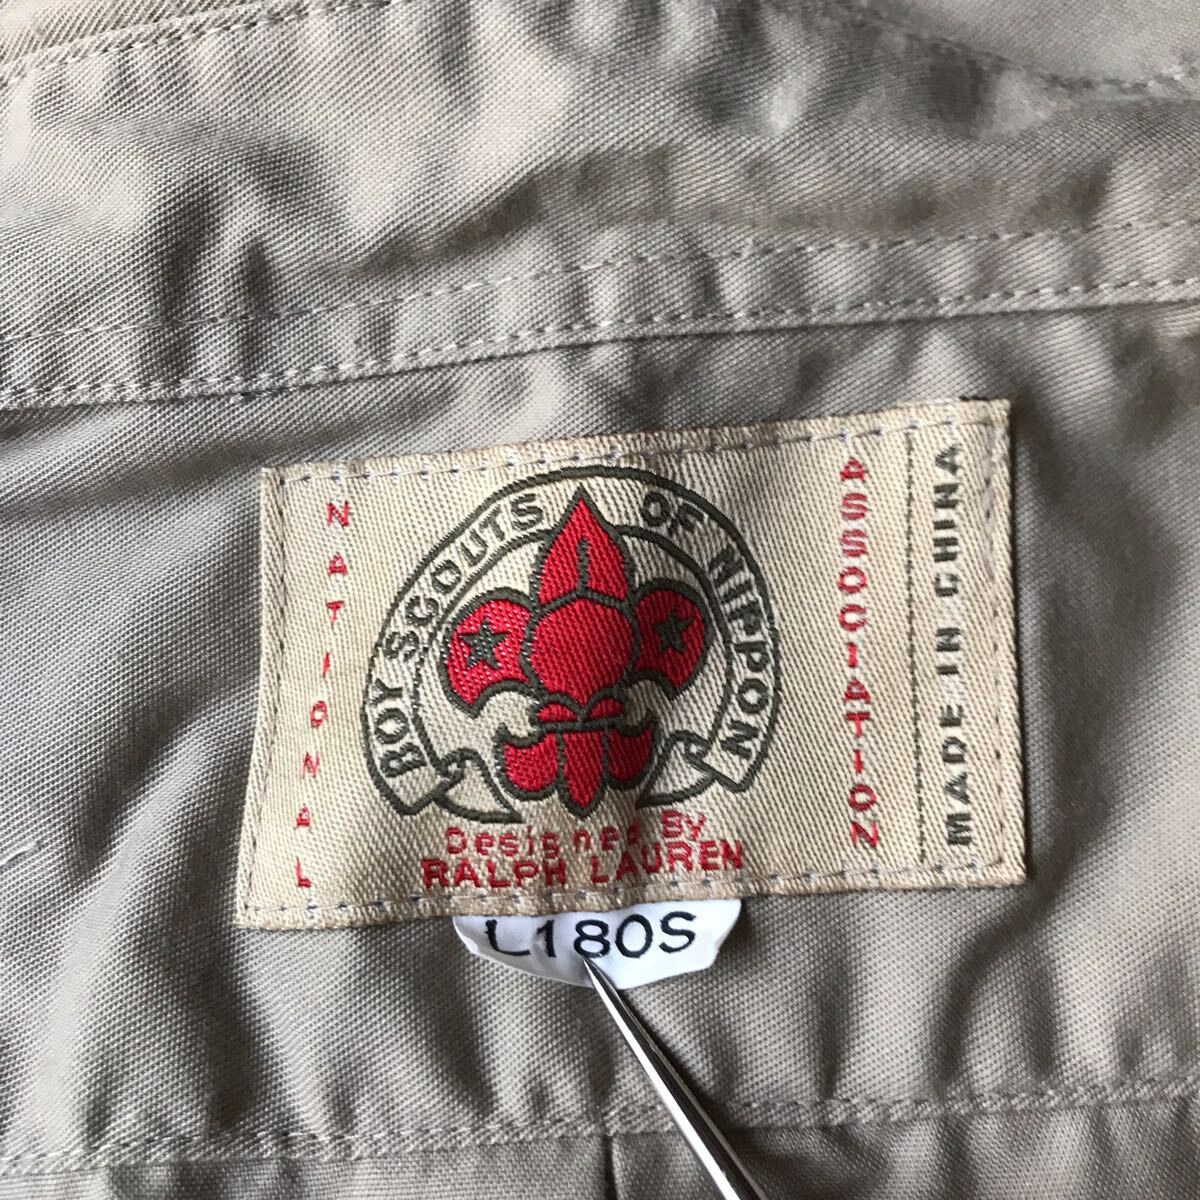 NATIONAL
BOY SCOUTS OF NIPPON
ASSOCIATION
MADE IN CHINA
Designed By
RALPH LAUREN
L180S